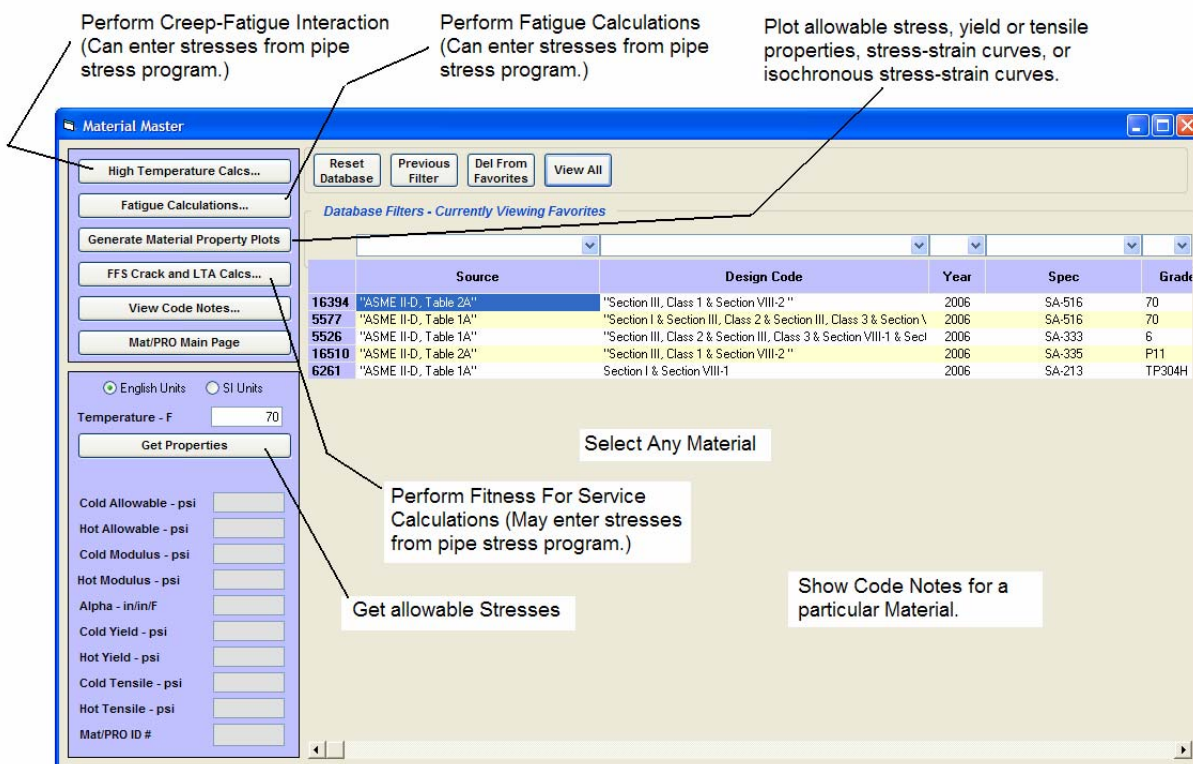 Perform Creep-Fatigue Interaction
(Can enter stresses from pipe
stress program.)
Perform Fatigue Calculations
(Can enter stresses from pipe
stress program.)
Plot allowable stress, yield or tensile
properties, stress-strain curves, or
isochronous stress-strain curves.
Material Master
High Temperature Calcs...
Fatigue Calculations...
Generate Material Property Plots
FFS Crack and LTA Calcs...
View Code Notes...
Mat/PRO Main Page
Reset Database
Previous Filter
Del From Favorites
View All
Database Filters - Currently Viewing Favorites
Source Design Code Year Spec Grade
16394 "ASME II-D, Table 2A" "Section III, Class 1 & Section VIII-2 " 2006 SA-516 70
5577 "ASME II-D, Table 1A" "Section I & Section III, Class 2 & Section III, Class 3 & Section \ 2006 SA-516 70
5526 "ASME II-D, Table 1A" "Section III, Class 2 & Section III, Class 3 & Section VIII-1 & Secl 2006 SA-333 6
16510 "ASME II-D, Table 2A" "Section III, Class 1 & Section VIII-2 " 2006 SA-335 P11
6261 "ASME II-D, Table 1A" Section I & Section VIII-1 2006 SA-213 TP304H
English Units SI Units
Temperature - F 70
Get Properties
Cold Allowable - psi
Hot Allowable - psi
Cold Modulus - psi
Hot Modulus - psi
Alpha - in/in/F
Cold Yield - psi
Hot Yield - psi
Cold Tensile - psi
Hot Tensile - psi
Mat/PRO ID #
Select Any Material
Perform Fitness For Service
Calculations (May enter stresses
from pipe stress program.)
Get allowable Stresses
Show Code Notes for a
particular Material.